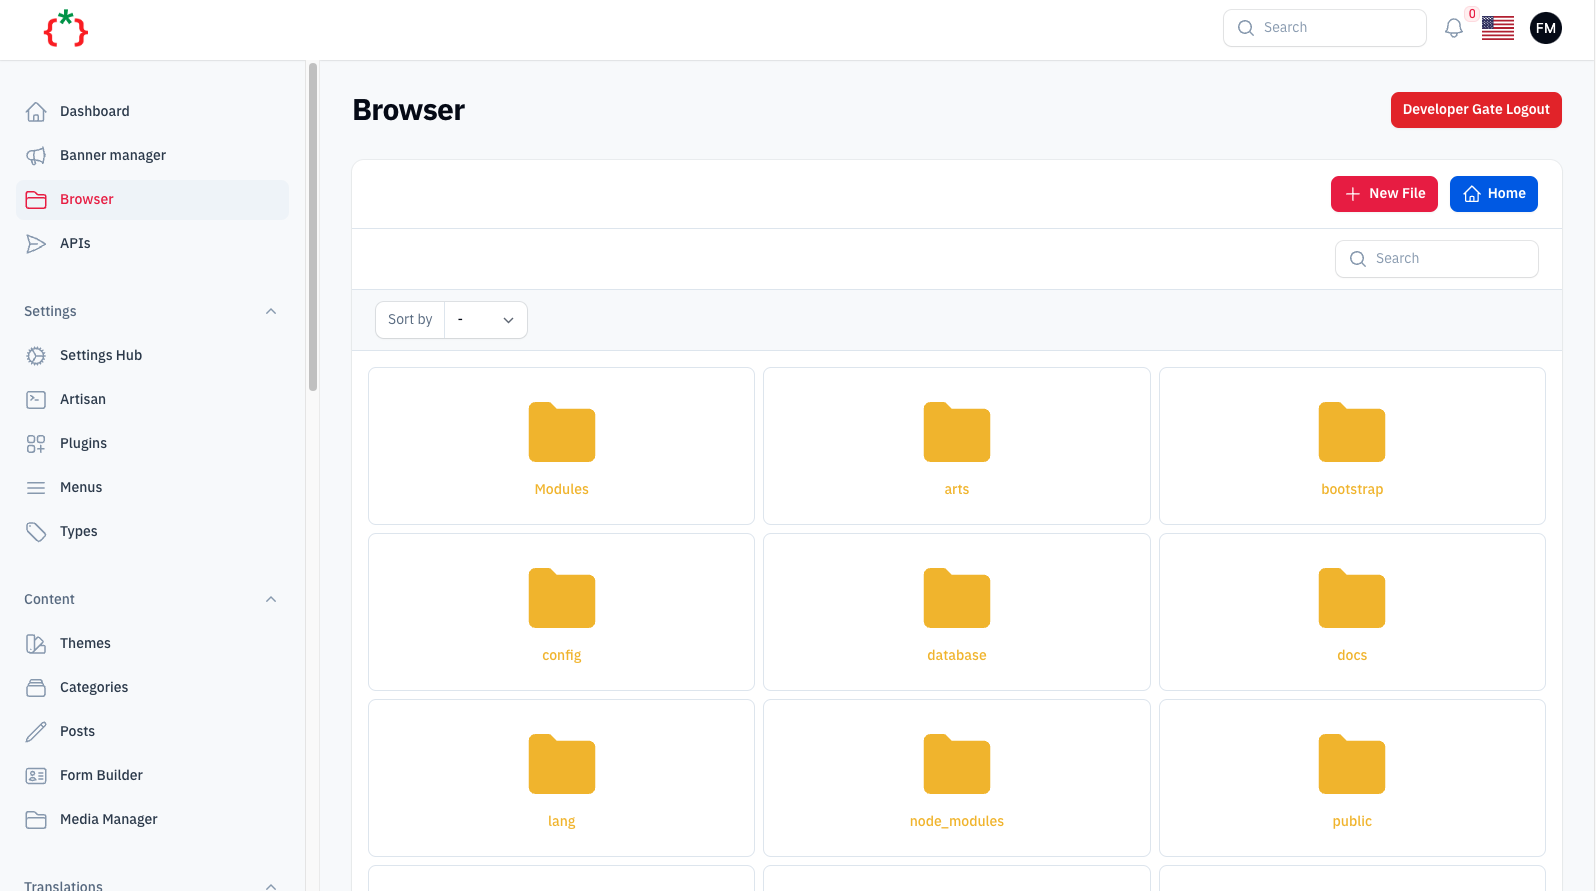 Search
0
FM
Dashboard
Banner manager
Browser
APIs
Settings
Settings Hub
Artisan
Plugins
Menus
Types
Content
Themes
Categories
Posts
Form Builder
Media Manager
Translations
Browser
Developer Gate Logout
New File
Home
Search
Sort by
-
Modules
arts
bootstrap
config
database
docs
lang
node_modules
public